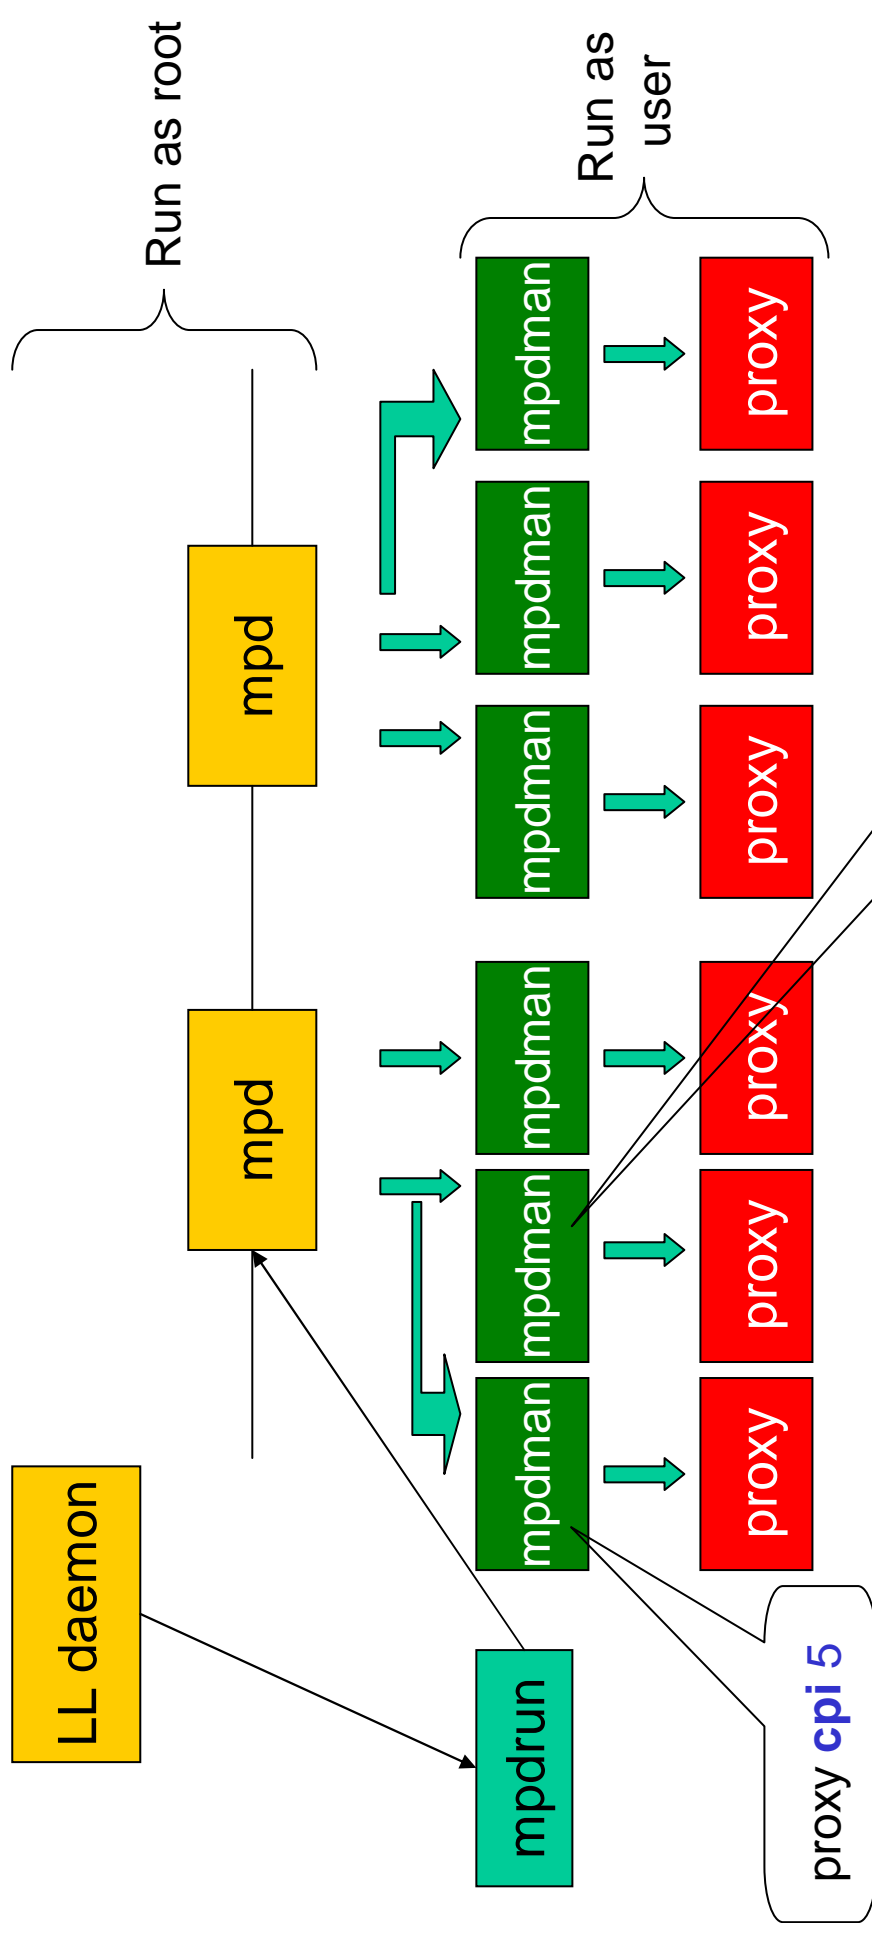 LL daemon
Run as root
mpd
mpd
mpdrun
mpdman
mpdman
mpdman
mpdman
mpdman
mpdman
Run as
user
proxy
proxy
proxy
proxy
proxy
proxy
proxy cpi 5